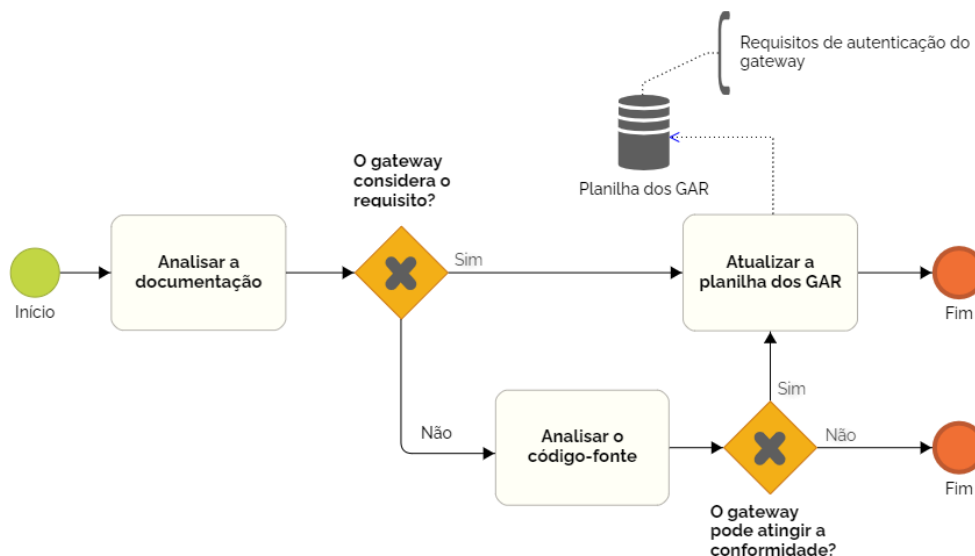 Requisitos de autenticação do
gateway
Planilha dos GAR
O gateway
considera o
requisito?
Analisar a
documentação
Sim
Atualizar a
planilha dos GAR
Início
Fim
Sim
Não
Analisar o
código-fonte
Não
Fim
O gateway
pode atingir a
conformidade?